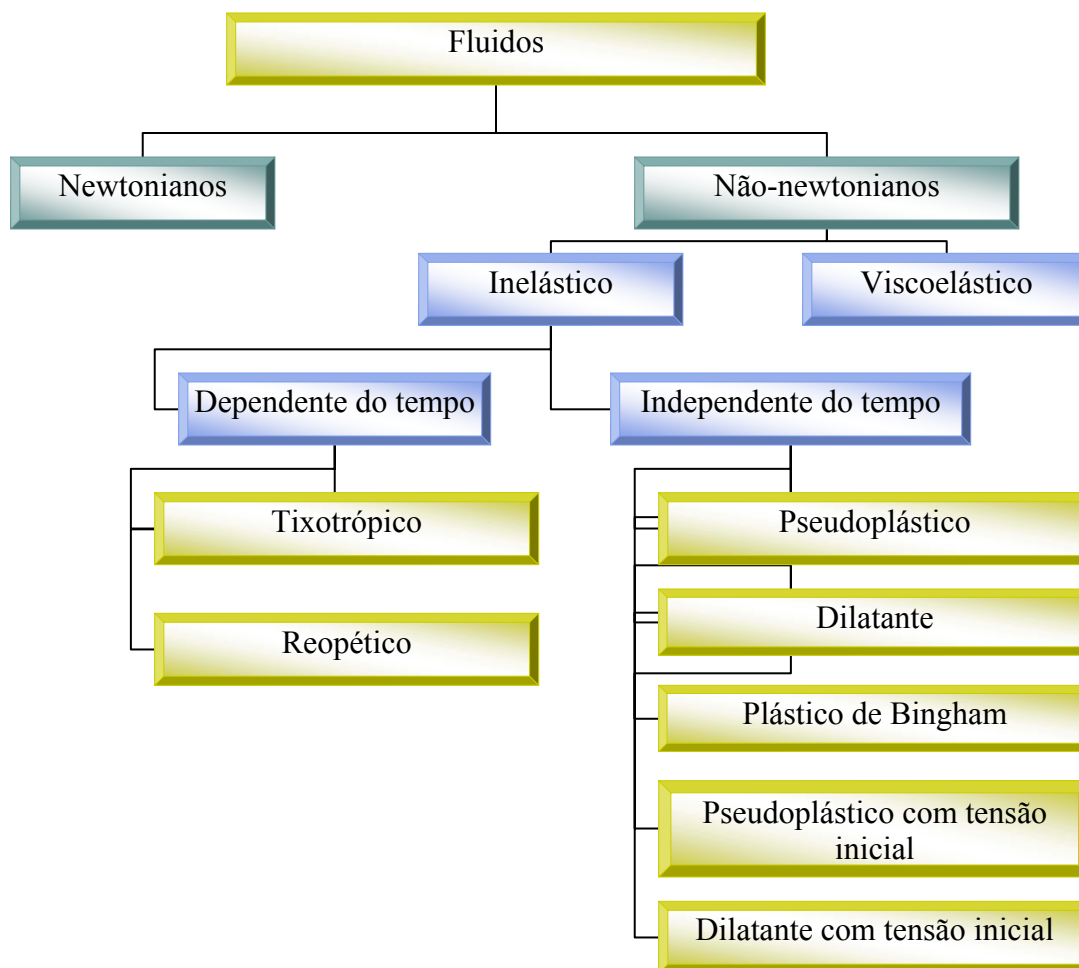 Fluidos
Newtonianos
Não-newtonianos
Inelástico
Viscoelástico
Dependente do tempo
Independente do tempo
Tixotrópico
Pseudoplástico
Dilatante
Reopético
Plástico de Bingham
Pseudoplástico com tensão
inicial
Dilatante com tensão inicial